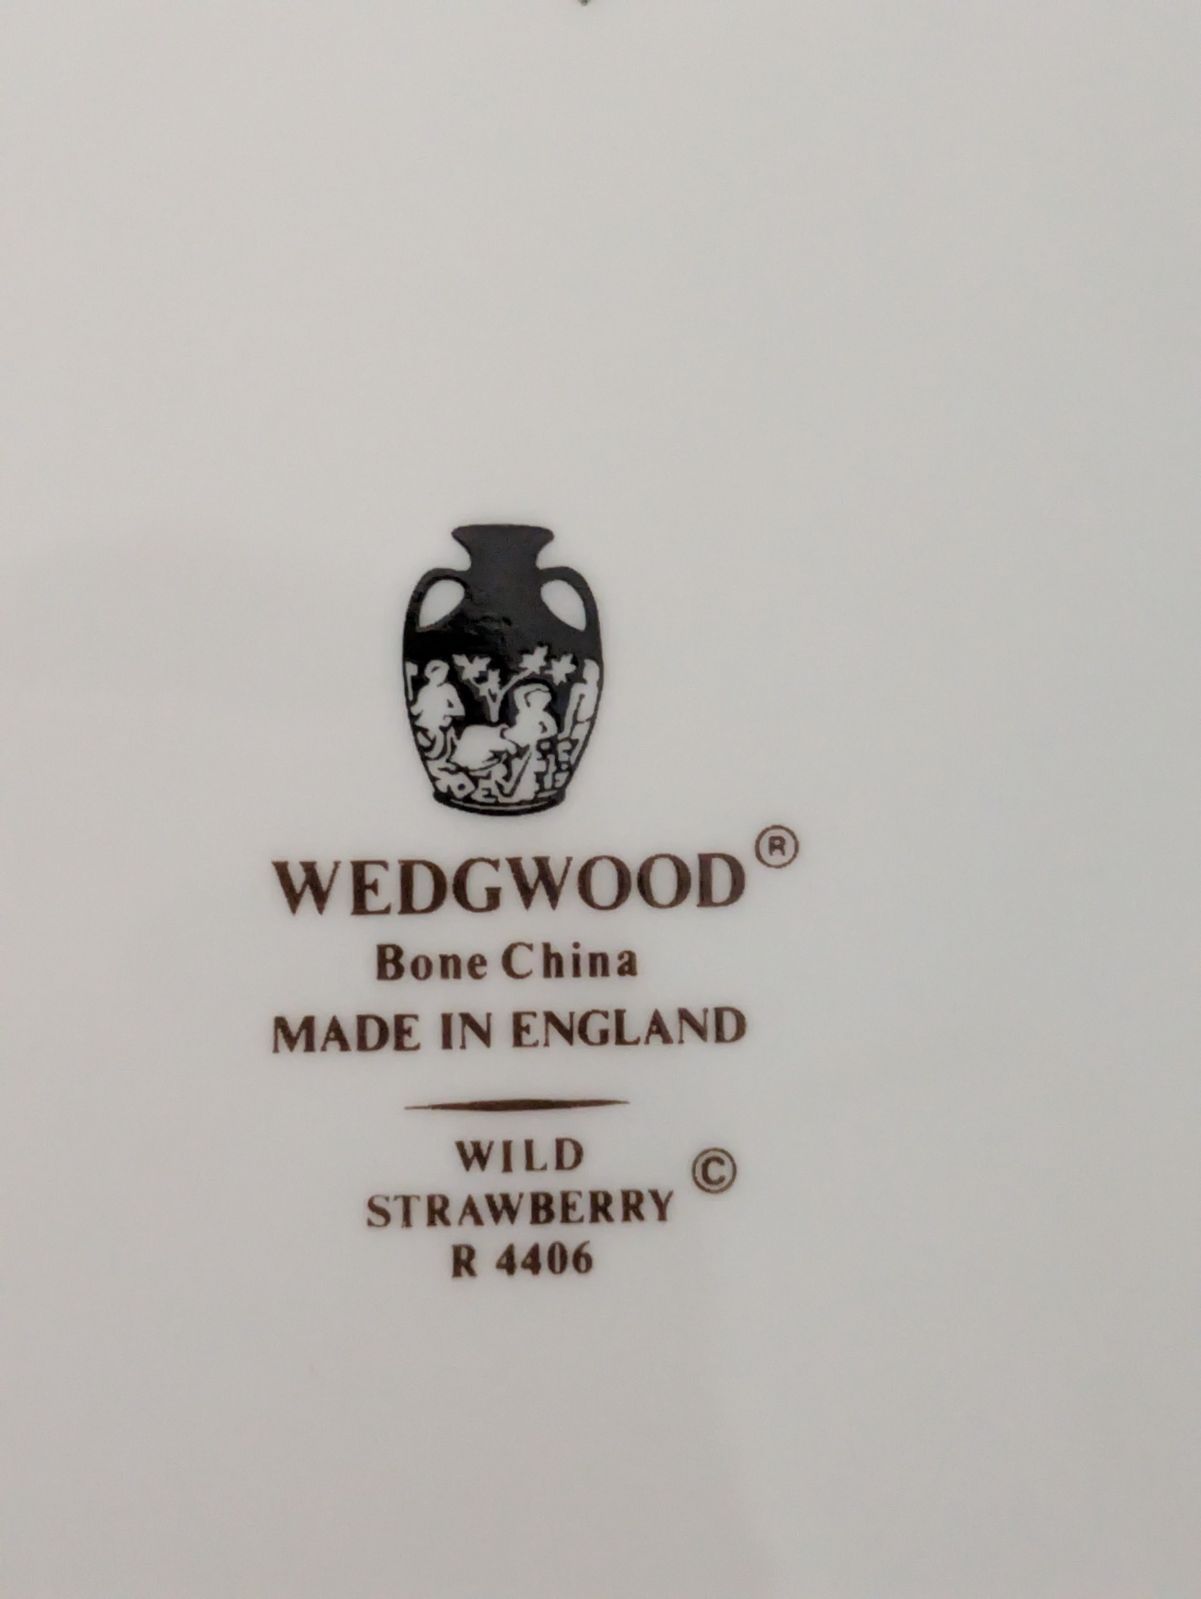 WEDGWOOD®
Bone China
MADE IN ENGLAND
WILD
STRAWBERRY ©
R 4406